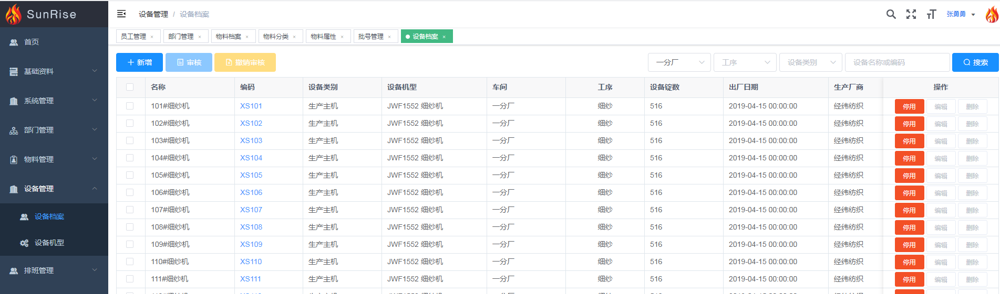 SunRise
设备管理 / 设备档案
张勇勇
员工管理 × 部门管理 × 物料档案 × 物料分类 × 物料属性 × 批号管理 × 设备档案 ×
首页
基础资料
系统管理
部门管理
物料管理
设备管理
设备档案
设备机型
排班管理
新增 审核 撤销审核 一分厂 工序 设备类别 设备名称或编码 搜索
名称 编码 设备类别 设备机型 车间 工序 设备锭数 出厂日期 生产厂商 操作
101#细纱机 XS101 生产主机 JWF1552 细纱机 一分厂 细纱 516 2019-04-15 00:00:00 经纬纺织 停用 编辑 删除
102#细纱机 XS102 生产主机 JWF1552 细纱机 一分厂 细纱 516 2019-04-15 00:00:00 经纬纺织 停用 编辑 删除
103#细纱机 XS103 生产主机 JWF1552 细纱机 一分厂 细纱 516 2019-04-15 00:00:00 经纬纺织 停用 编辑 删除
104#细纱机 XS104 生产主机 JWF1552 细纱机 一分厂 细纱 516 2019-04-15 00:00:00 经纬纺织 停用 编辑 删除
105#细纱机 XS105 生产主机 JWF1552 细纱机 一分厂 细纱 516 2019-04-15 00:00:00 经纬纺织 停用 编辑 删除
106#细纱机 XS106 生产主机 JWF1552 细纱机 一分厂 细纱 516 2019-04-15 00:00:00 经纬纺织 停用 编辑 删除
107#细纱机 XS107 生产主机 JWF1552 细纱机 一分厂 细纱 516 2019-04-15 00:00:00 经纬纺织 停用 编辑 删除
108#细纱机 XS108 生产主机 JWF1552 细纱机 一分厂 细纱 516 2019-04-15 00:00:00 经纬纺织 停用 编辑 删除
109#细纱机 XS109 生产主机 JWF1552 细纱机 一分厂 细纱 516 2019-04-15 00:00:00 经纬纺织 停用 编辑 删除
110#细纱机 XS110 生产主机 JWF1552 细纱机 一分厂 细纱 516 2019-04-15 00:00:00 经纬纺织 停用 编辑 删除
111#细纱机 XS111 生产主机 JWF1552 细纱机 一分厂 细纱 516 2019-04-15 00:00:00 经纬纺织 停用 编辑 删除